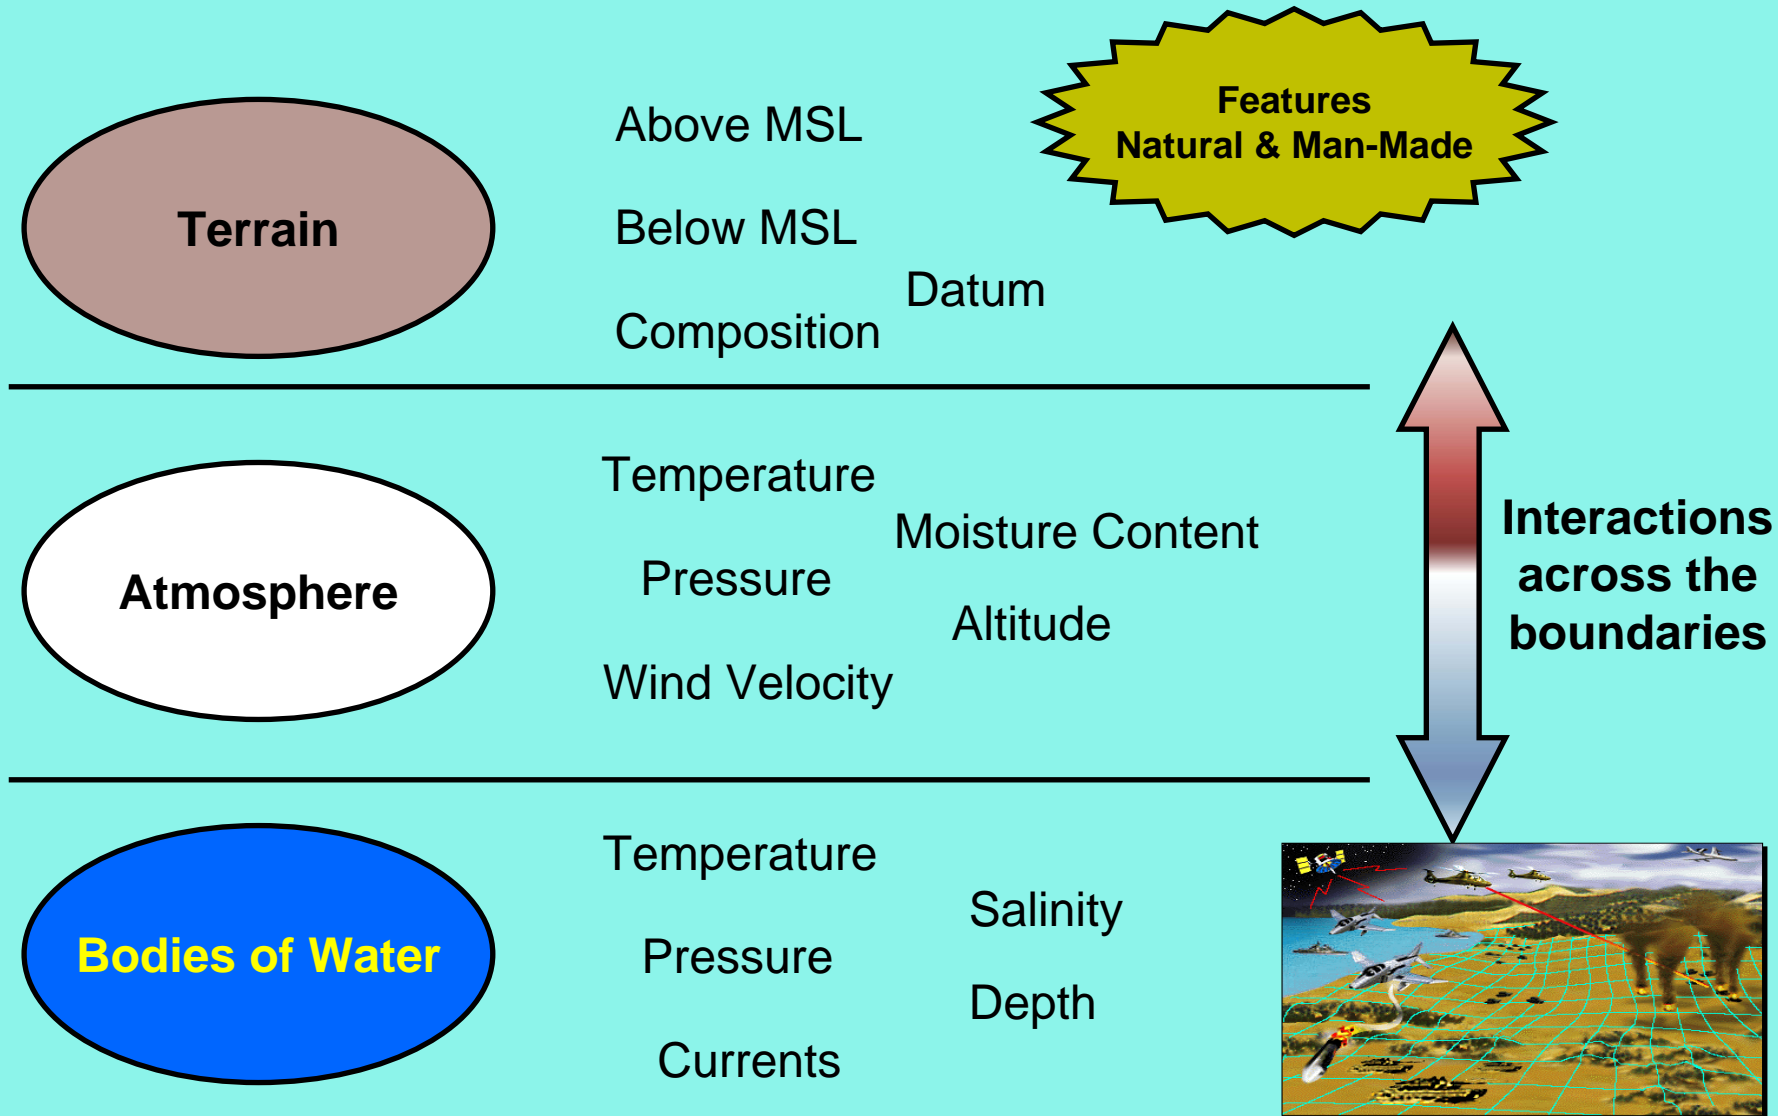 Features
Natural & Man-Made
Above MSL
Terrain
Below MSL
Datum
Composition
Temperature
Moisture Content
Pressure
Atmosphere
Altitude
Wind Velocity
Interactions
across the
boundaries
Temperature
Salinity
Bodies of Water
Pressure
Depth
Currents